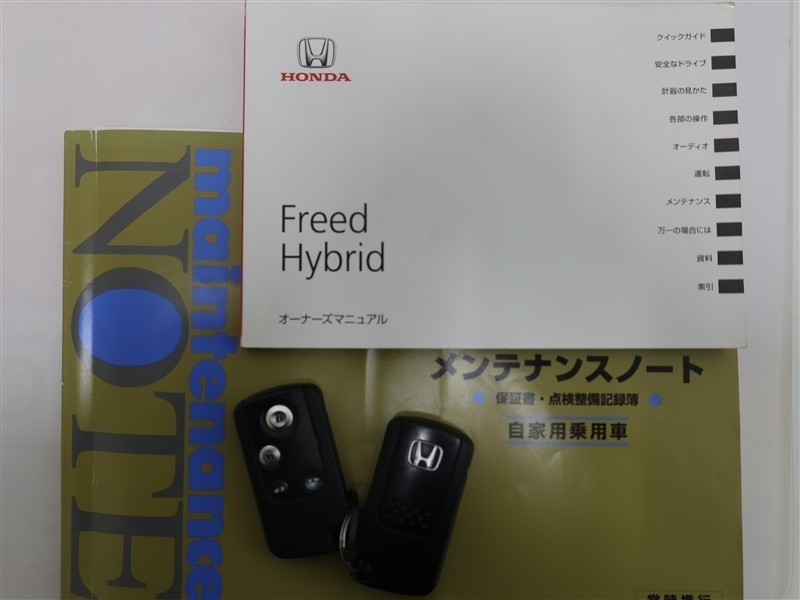 HONDA
Freed
Hybrid
オーナーズマニュアル
クイックガイド
安全なドライブ
計器の見かた
各部の操作
オーディオ
運転
メンテナンス
万一の場合には
資料
索引
maintenance
NOTE
メンテナンスノート
保証書・点検整備記録簿
自家用乗用車
常時携行